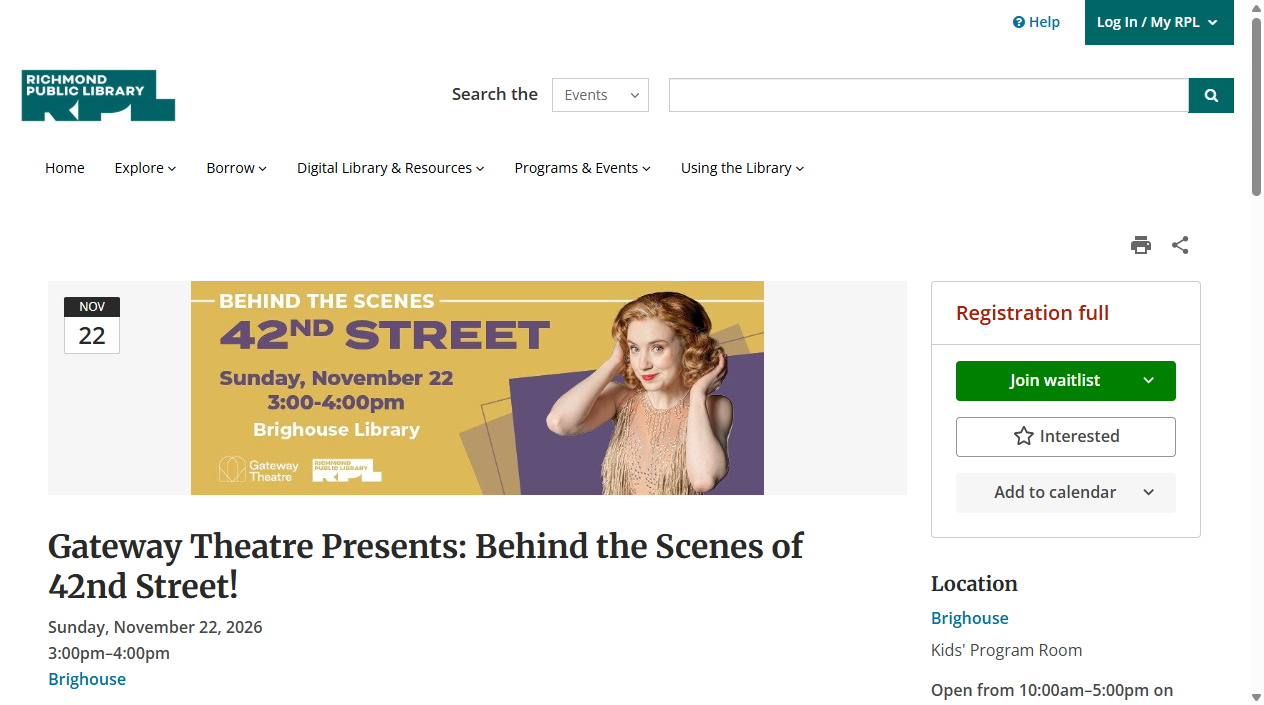 Help
Log In / My RPL
RICHMOND
PUBLIC LIBRARY
RPL
Search the
Events
Home
Explore
Borrow
Digital Library & Resources
Programs & Events
Using the Library
NOV
22
BEHIND THE SCENES
42ND STREET
Sunday, November 22
3:00-4:00pm
Brighouse Library
Gateway
Theatre
RICHMOND
PUBLIC LIBRARY
RPL
Registration full
Join waitlist
Interested
Add to calendar
Gateway Theatre Presents: Behind the Scenes of
42nd Street!
Sunday, November 22, 2026
3:00pm–4:00pm
Brighouse
Location
Brighouse
Kids' Program Room
Open from 10:00am–5:00pm on